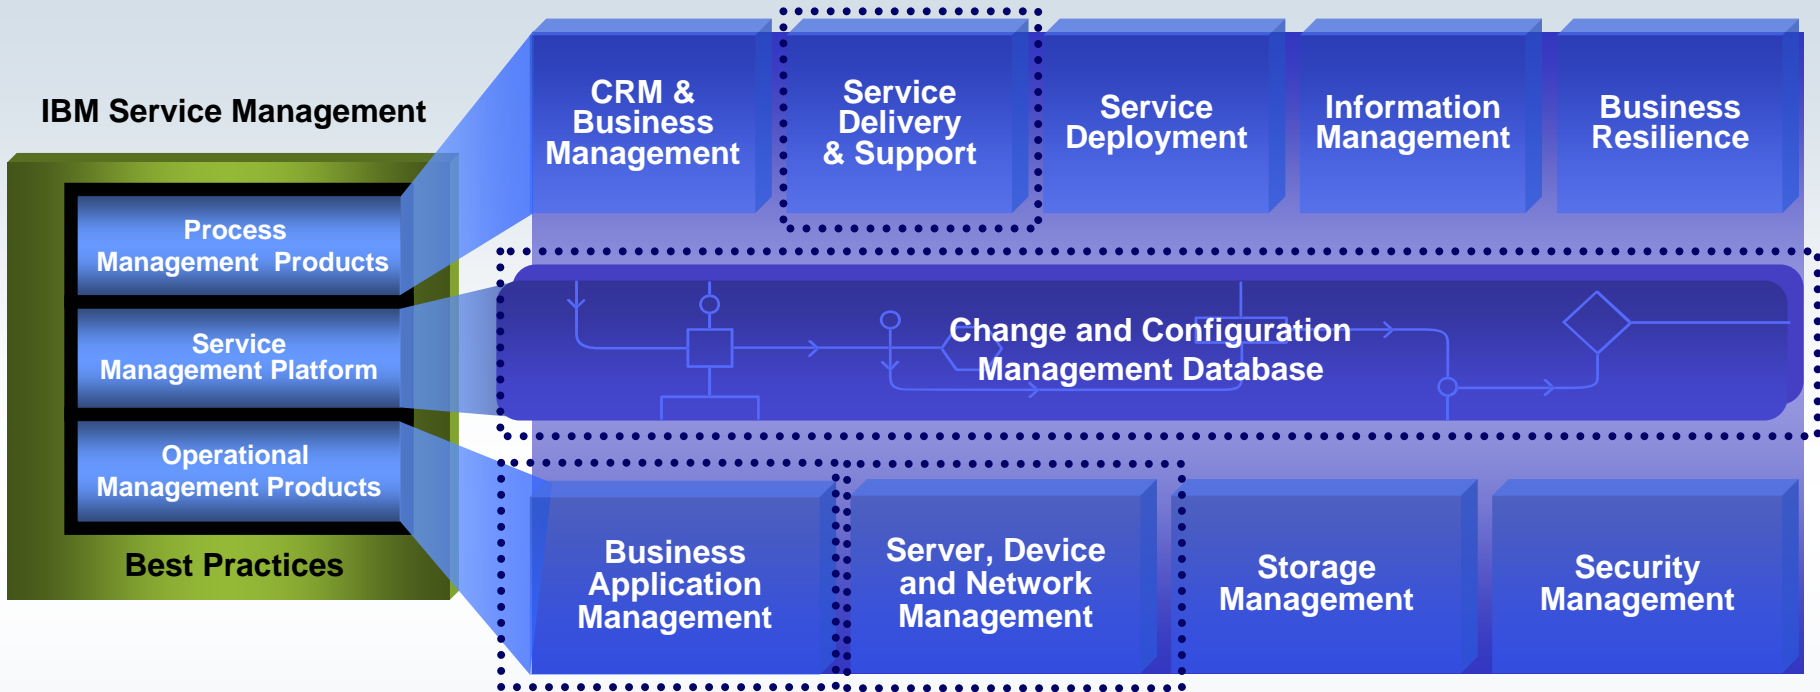 IBM Service Management
Process
Management Products
Service
Management Platform
Operational
Management Products
Best Practices
CRM &
Business
Management
Service
Delivery
& Support
Service
Deployment
Information
Management
Business
Resilience
Change and Configuration
Management Database
Business
Application
Management
Server, Device
and Network
Management
Storage
Management
Security
Management